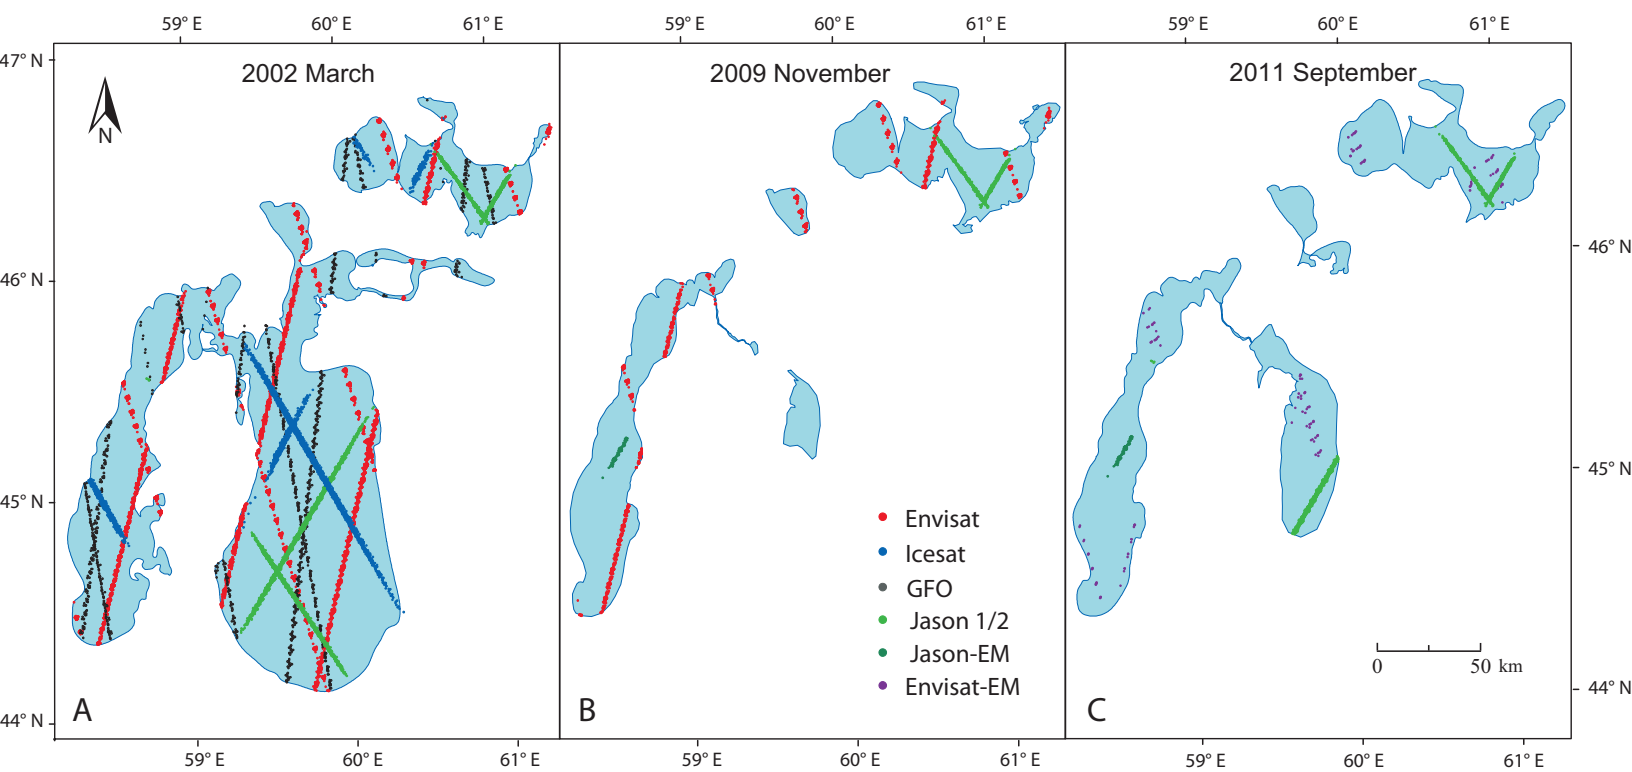 59° E 60° E 61° E 59° E 60° E 61° E 59° E 60° E 61° E
47° N
2002 March 2009 November 2011 September
N
46° N 46° N
45° N 45° N
Envisat
Icesat
GFO
Jason 1/2
Jason-EM
Envisat-EM
0 50 km
A B C
44° N 44° N
59° E 60° E 61° E 59° E 60° E 61° E 59° E 60° E 61° E